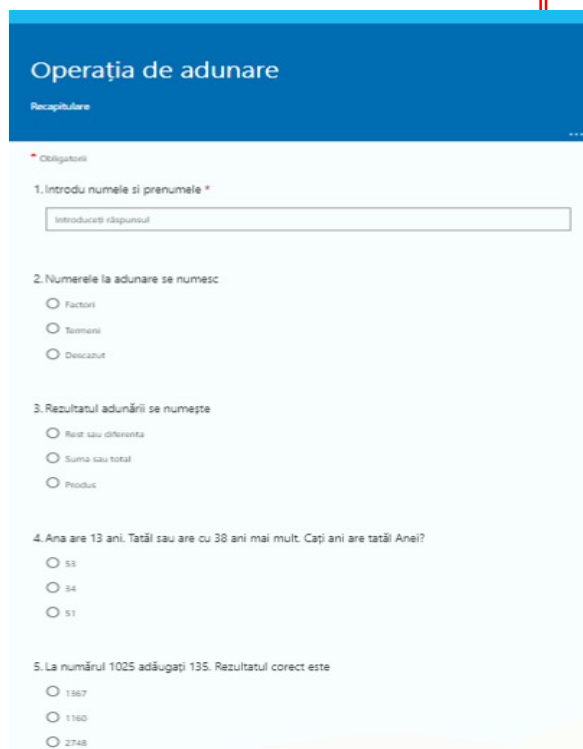 Operația de adunare
Recapitulare
...
* Obligatorii
1. Introdu numele si prenumele *
Introduceți răspunsul
2. Numerele la adunare se numesc
Factori
Termeni
Descazut
3. Rezultatul adunării se numește
Rest sau diferenta
Suma sau total
Produs
4. Ana are 13 ani. Tatăl sau are cu 38 ani mai mult. Cați ani are tatăl Anei?
53
34
51
5. La numărul 1025 adăugați 135. Rezultatul corect este
1367
1160
2748